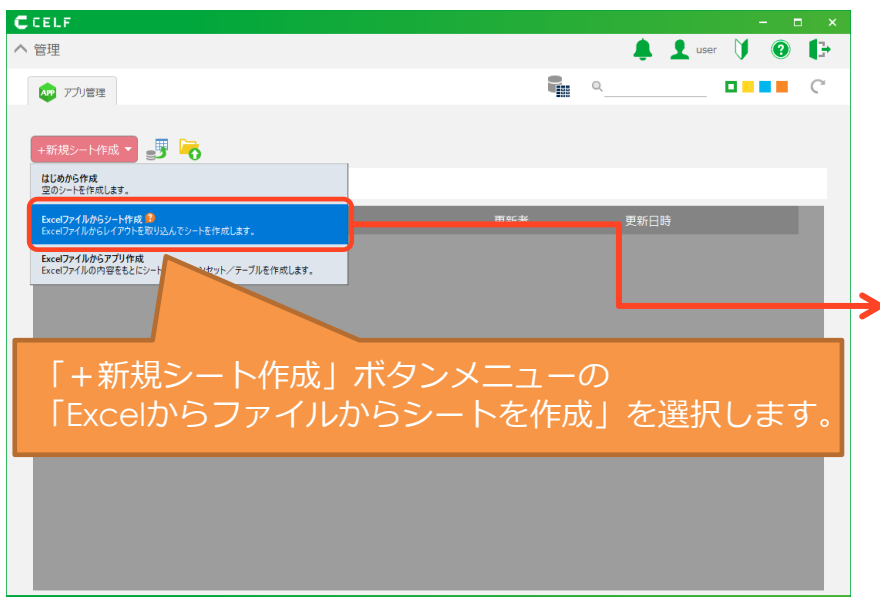 CELF
管理
user
APP アプリ管理
+新規シート作成
はじめから作成
空のシートを作成します。
Excelファイルからシート作成
Excelファイルからレイアウトを取り込んでシートを作成します。
更新者 更新日時
Excelファイルからアプリ作成
Excelファイルの内容をもとにシート ンセット／テーブルを作成します。
「＋新規シート作成」ボタンメニューの
「Excelからファイルからシートを作成」を選択します。